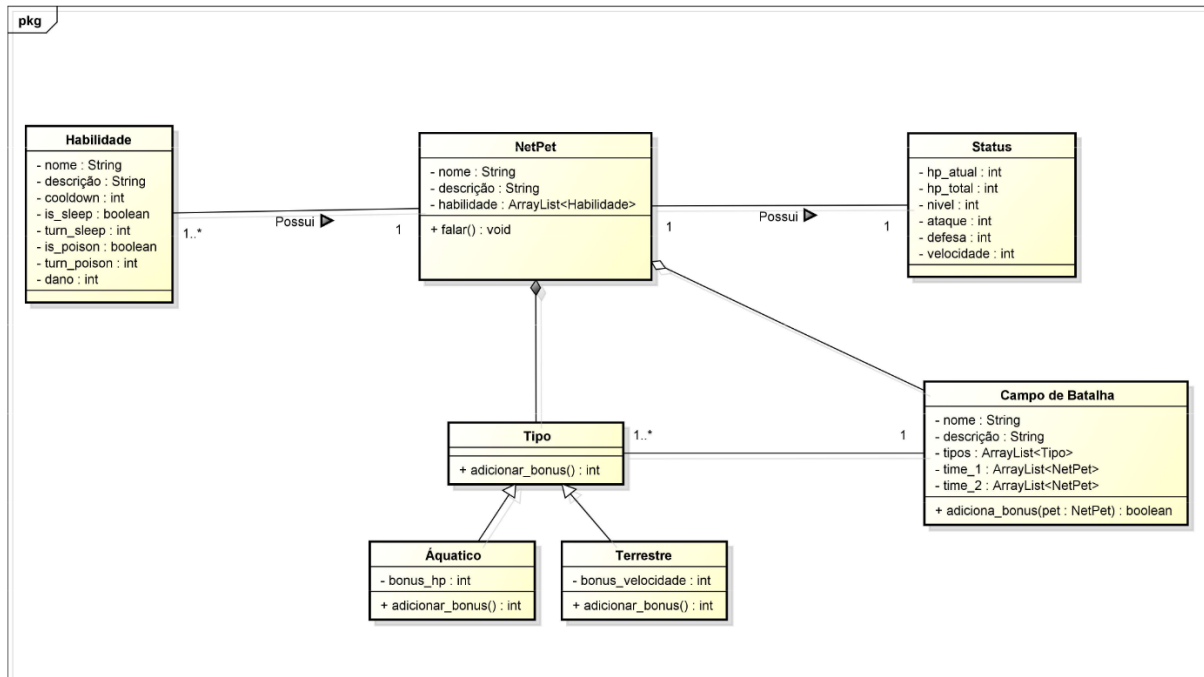 pkg
Habilidade
- nome : String
- descrição : String
- cooldown : int
- is_sleep : boolean
- turn_sleep : int
- is_poison : boolean
- turn_poison : int
- dano : int
1..*
Possui
1
NetPet
- nome : String
- descrição : String
- habilidade : ArrayList<Habilidade>
+ falar() : void
1
Possui
1
Status
- hp_atual : int
- hp_total : int
- nivel : int
- ataque : int
- defesa : int
- velocidade : int
Tipo
+ adicionar_bonus() : int
1..*
1
Campo de Batalha
- nome : String
- descrição : String
- tipos : ArrayList<Tipo>
- time_1 : ArrayList<NetPet>
- time_2 : ArrayList<NetPet>
+ adiciona_bonus(pet : NetPet) : boolean
Áquatico
- bonus_hp : int
+ adicionar_bonus() : int
Terrestre
- bonus_velocidade : int
+ adicionar_bonus() : int